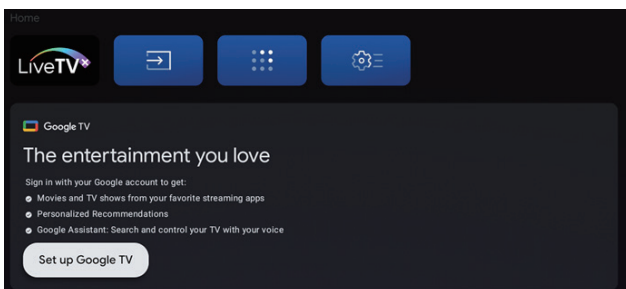 Home
LiveTV
Google TV
The entertainment you love
Sign in with your Google account to get:
Movies and TV shows from your favorite streaming apps
Personalized Recommendations
Google Assistant: Search and control your TV with your voice
Set up Google TV